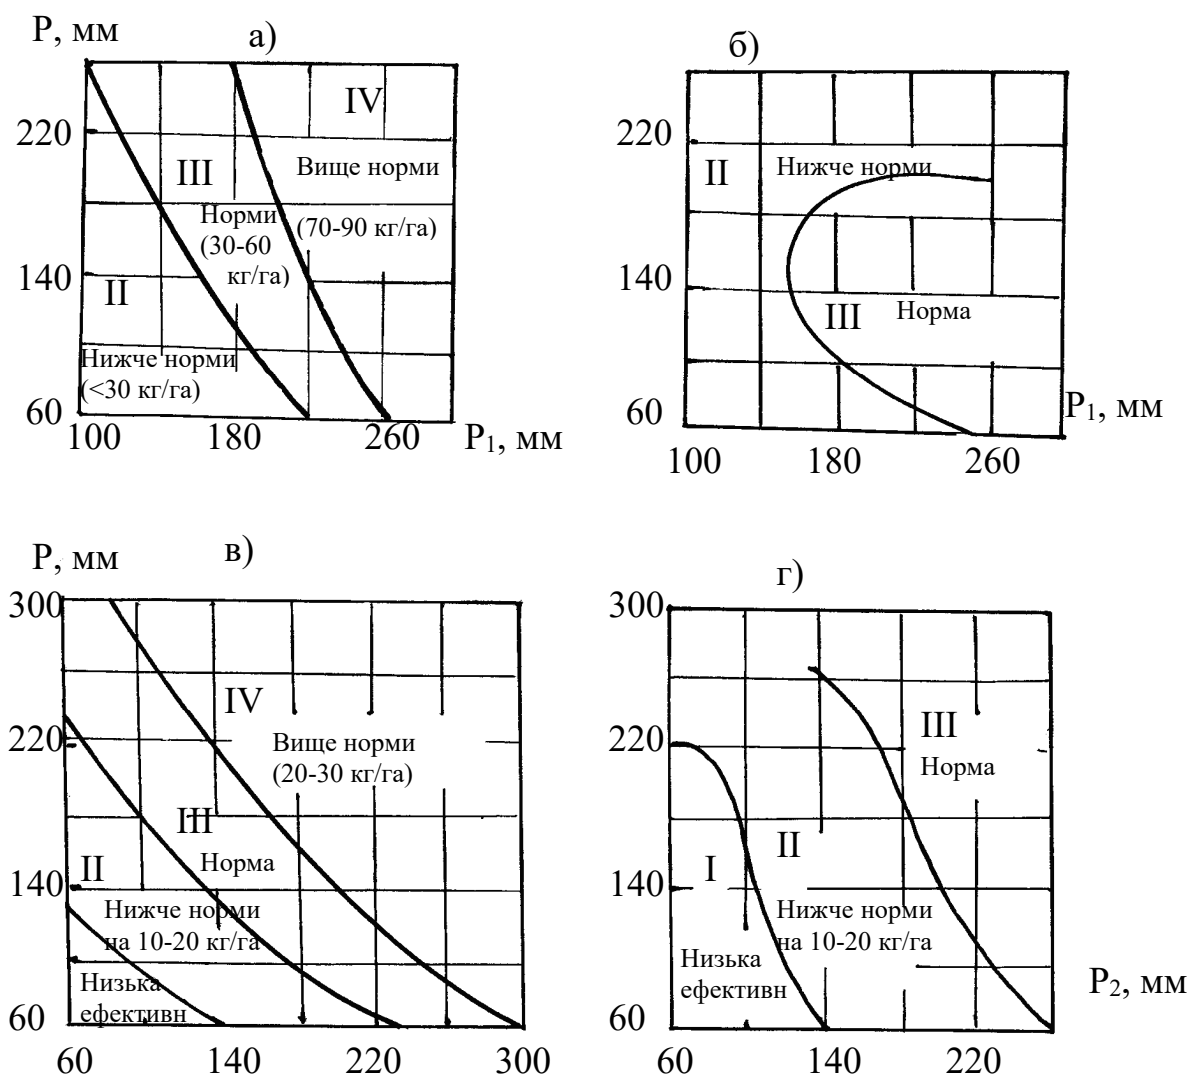 Р, мм
а)
IV
220
III
Вище норми
Норми
(30-60
кг/га)
(70-90 кг/га)
140
II
Нижче норми
(<30 кг/га)
60
100
180
260
Р1, мм
б)
220
II
Нижче норми
140
III
Норма
60
Р1, мм
100
180
260
Р, мм
в)
300
IV
220
Вище норми
(20-30 кг/га)
III
Норма
II
140
Нижче норми
на 10-20 кг/га
Низька
ефективн
60
60
140
220
300
г)
300
III
220
Норма
II
I
140
Нижче норми
на 10-20 кг/га
Низька
ефективн
Р2, мм
60
60
140
220